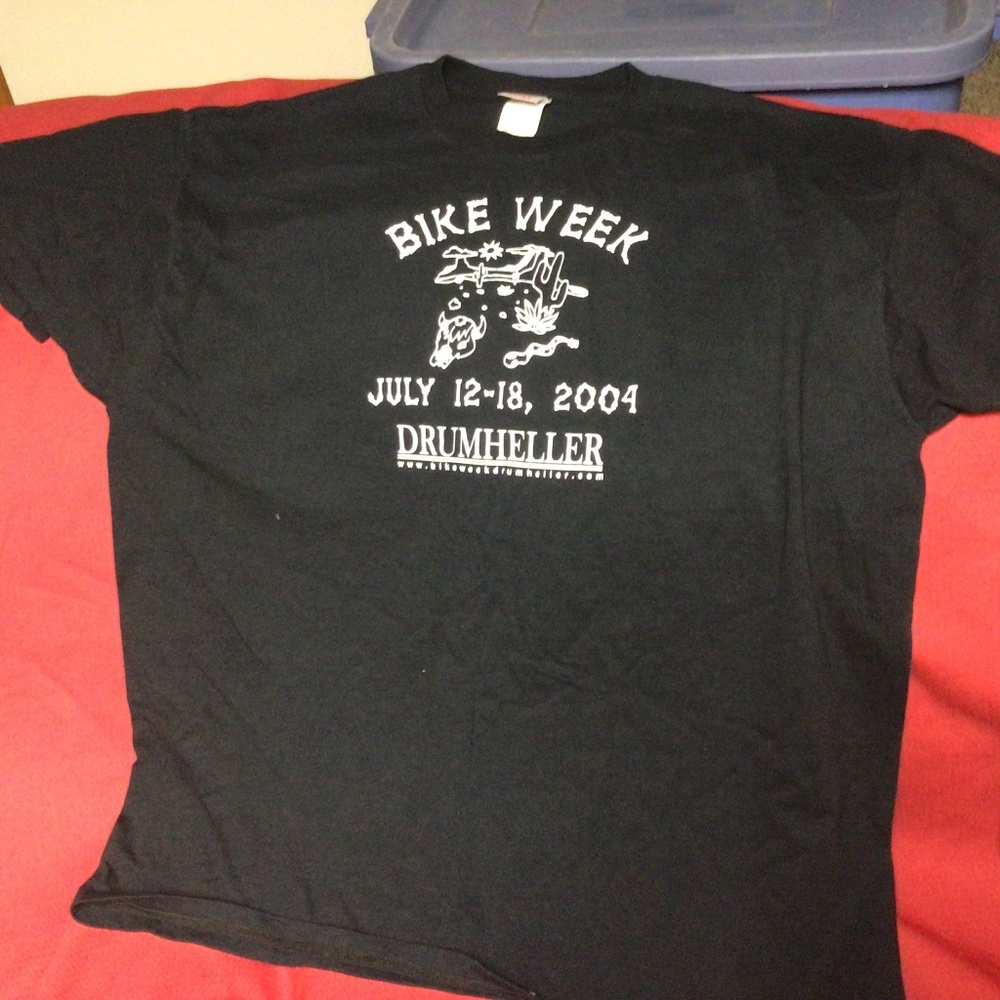 BIKE WEEK
JULY 12-18, 2004
DRUMHELLER
www.bikeweekdrumheller.com